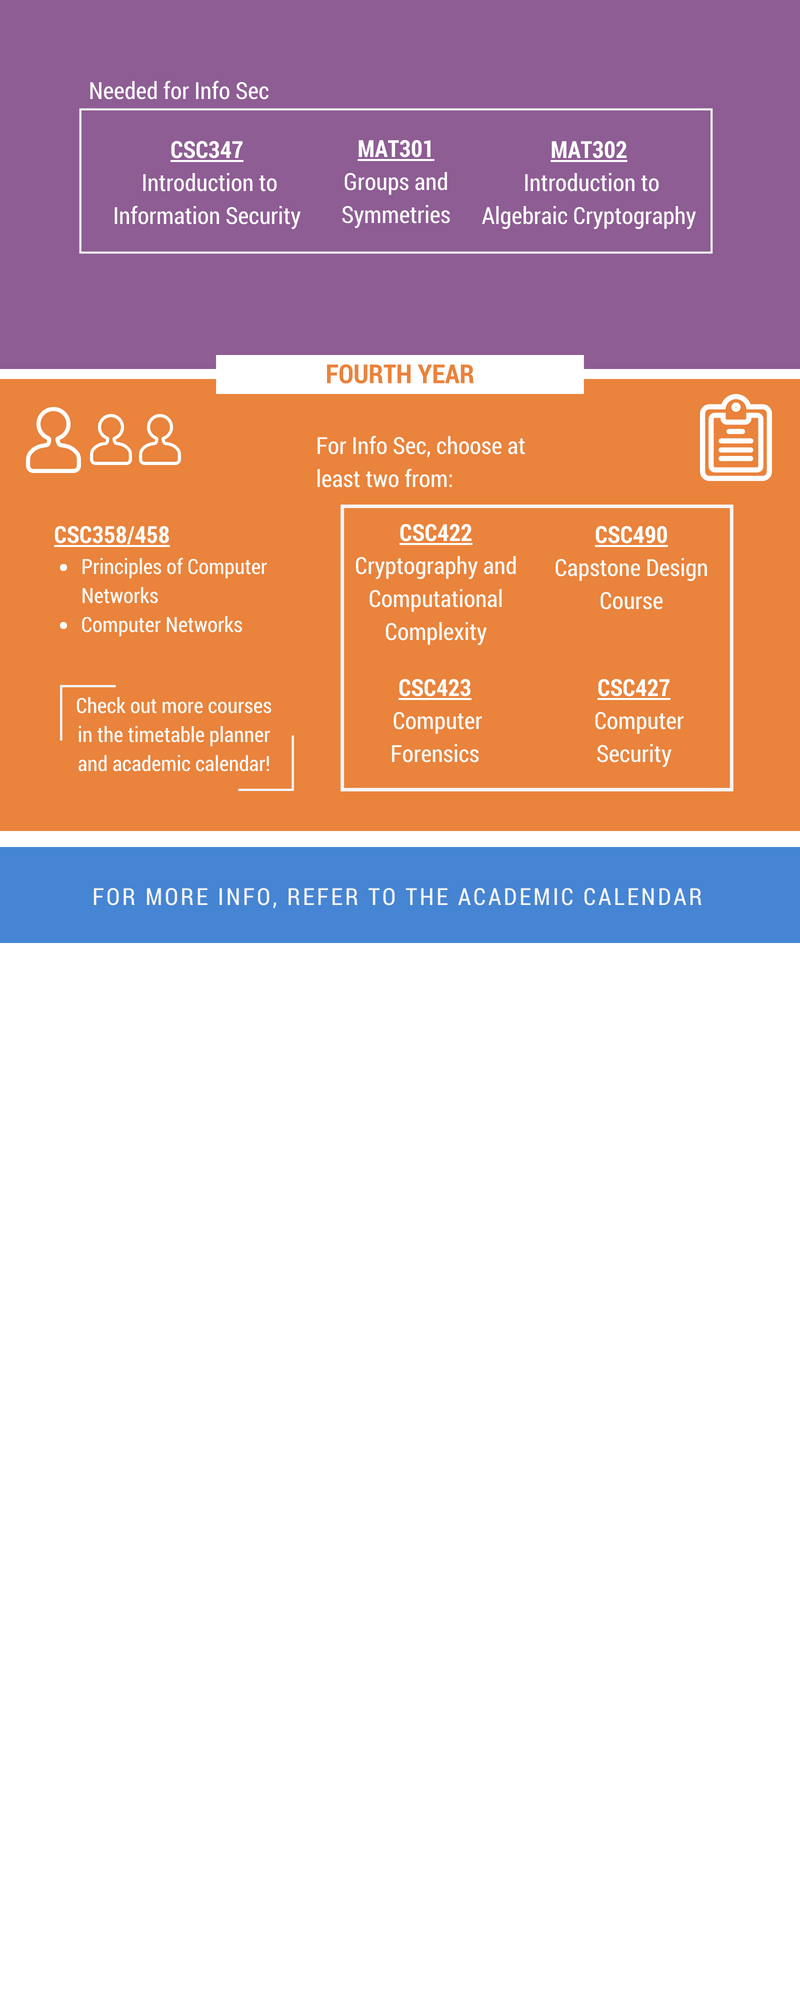 Needed for Info Sec
CSC347
Introduction to
Information Security
MAT301
Groups and
Symmetries
MAT302
Introduction to
Algebraic Cryptography
FOURTH YEAR
For Info Sec, choose at
least two from:
CSC358/458
• Principles of Computer
Networks
• Computer Networks
Check out more courses
in the timetable planner
and academic calendar!
CSC422
Cryptography and
Computational
Complexity
CSC490
Capstone Design
Course
CSC423
Computer
Forensics
CSC427
Computer
Security
FOR MORE INFO, REFER TO THE ACADEMIC CALENDAR